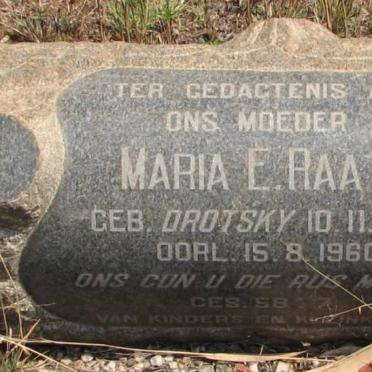 TER GEDACTENIS
ONS MOEDER
MARIA E. RAA
GEB. DROTSKY 10.11.
OORL. 15.8.196
ONS GUN U DIE RUS
GES. 58
VAN KINDERS EN